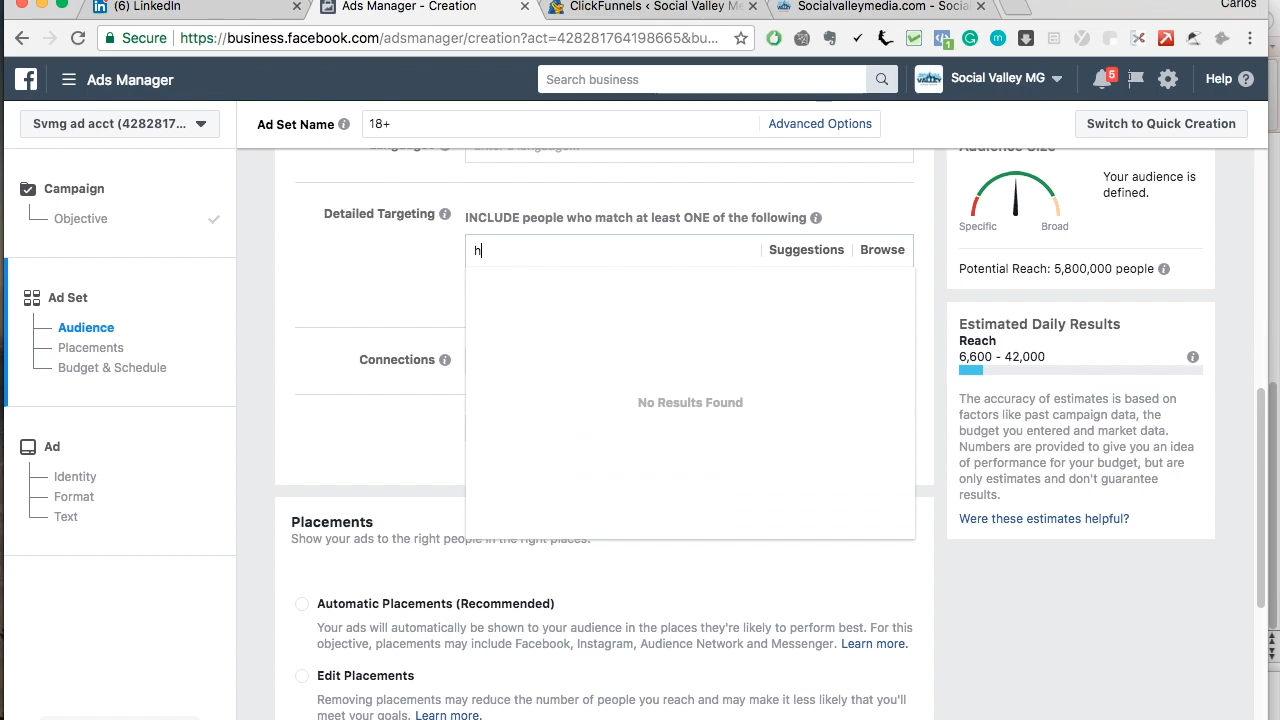 (6) LinkedIn
Ads Manager - Creation
ClickFunnels ‹ Social Valley M
Socialvalleymedia.com - Social
Carlos
Secure
https://business.facebook.com/adsmanager/creation?act=428281764198665&bu...
1
Ads Manager
Search business
Social Valley MG
5
Help
Svmg ad acct (4282817...
Ad Set Name
18+
Advanced Options
Switch to Quick Creation
Campaign
Objective
Ad Set
Audience
Placements
Budget & Schedule
Ad
Identity
Format
Text
Languages
Enter a language...
Detailed Targeting
INCLUDE people who match at least ONE of the following
h
Suggestions
Browse
No Results Found
Connections
Placements
Show your ads to the right people in the right places.
Automatic Placements (Recommended)
Your ads will automatically be shown to your audience in the places they're likely to perform best. For this
objective, placements may include Facebook, Instagram, Audience Network and Messenger. Learn more.
Edit Placements
Removing placements may reduce the number of people you reach and may make it less likely that you'll
meet your goals. Learn more.
Audience Size
Your audience is
defined.
Specific
Broad
Potential Reach: 5,800,000 people
Estimated Daily Results
Reach
6,600 - 42,000
The accuracy of estimates is based on
factors like past campaign data, the
budget you entered and market data.
Numbers are provided to give you an idea
of performance for your budget, but are
only estimates and don't guarantee
results.
Were these estimates helpful?